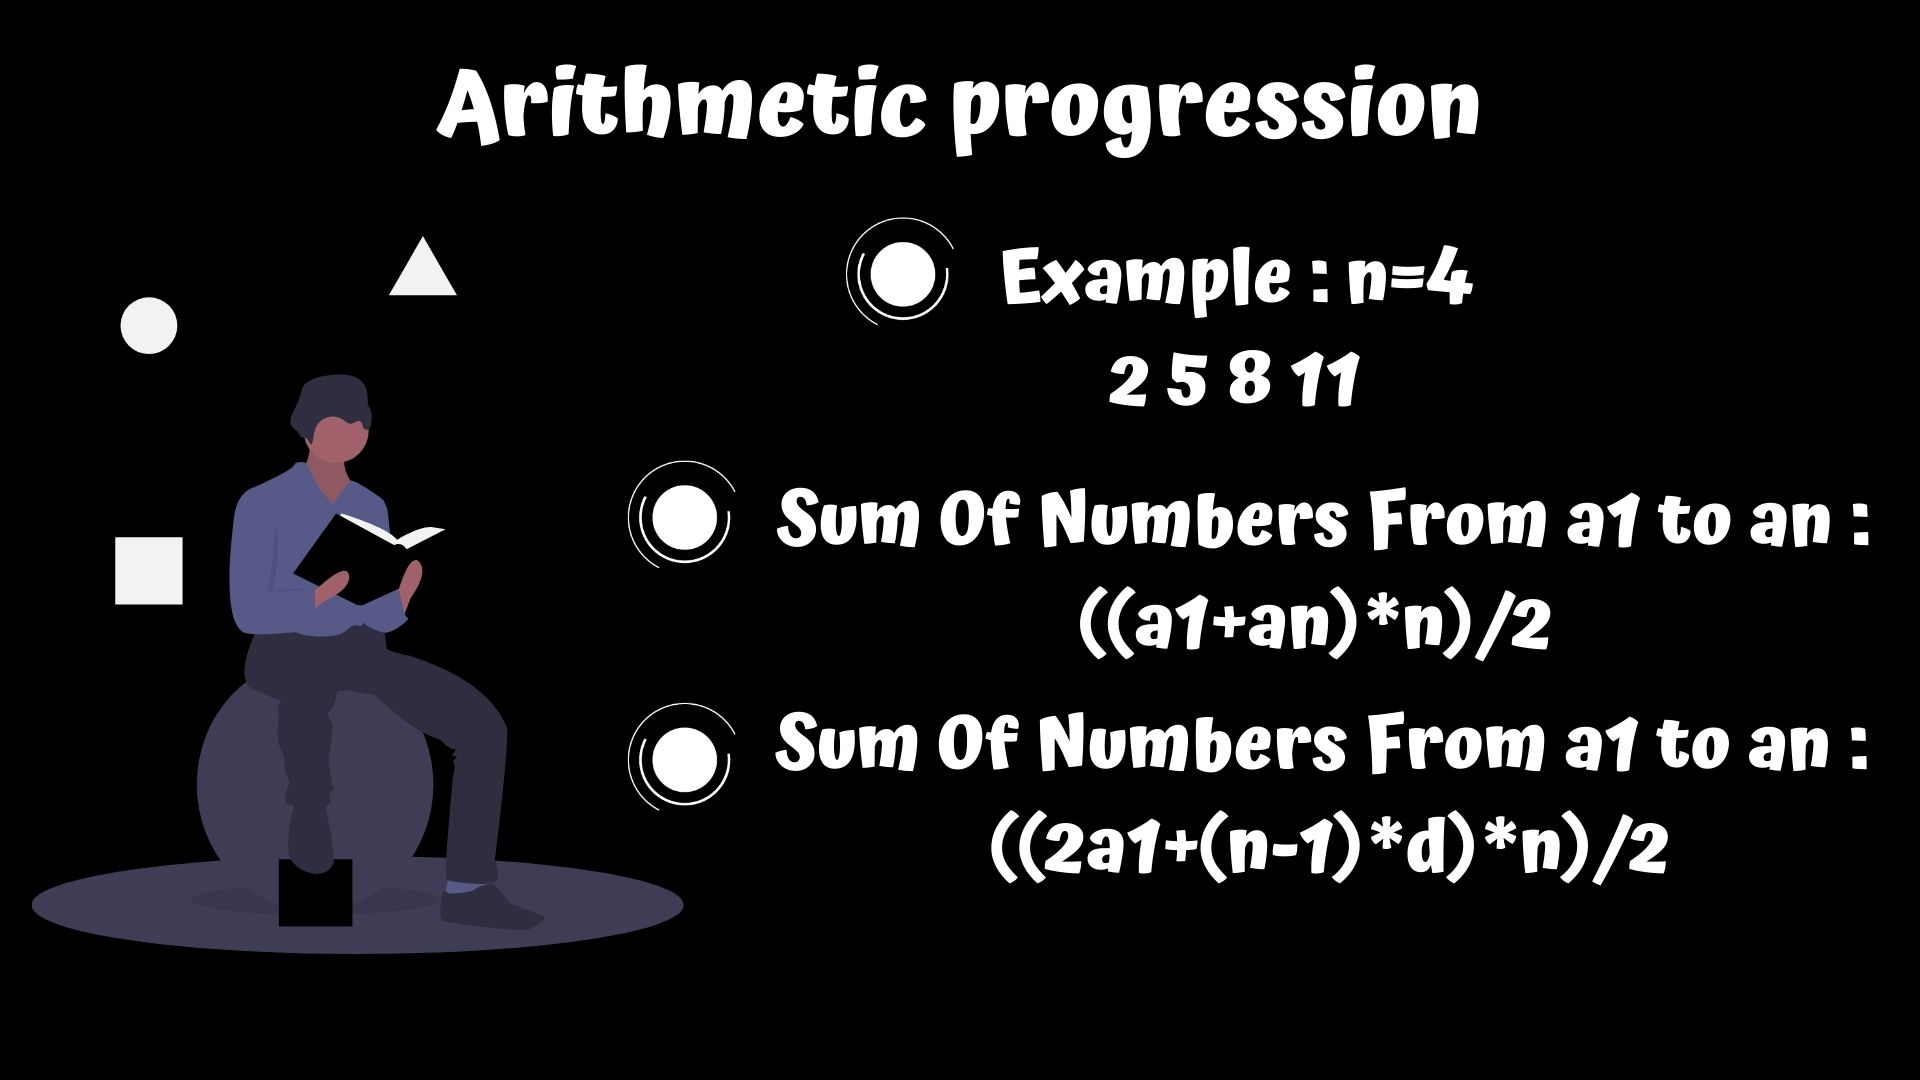 Arithmetic progression
Example : n=4
2 5 8 11
Sum Of Numbers From a1 to an :
((a1+an)*n)/2
Sum Of Numbers From a1 to an :
((2a1+(n-1)*d)*n)/2